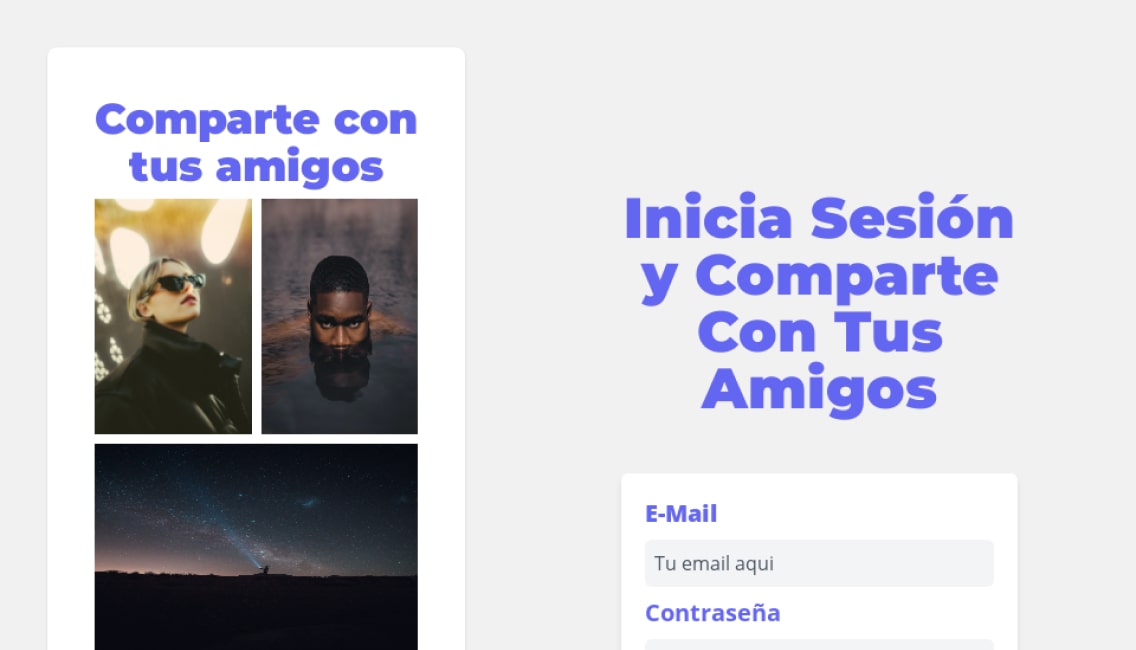 Comparte con
tus amigos
Inicia Sesión
y Comparte
Con Tus
Amigos
E-Mail
Tu email aqui
Contraseña